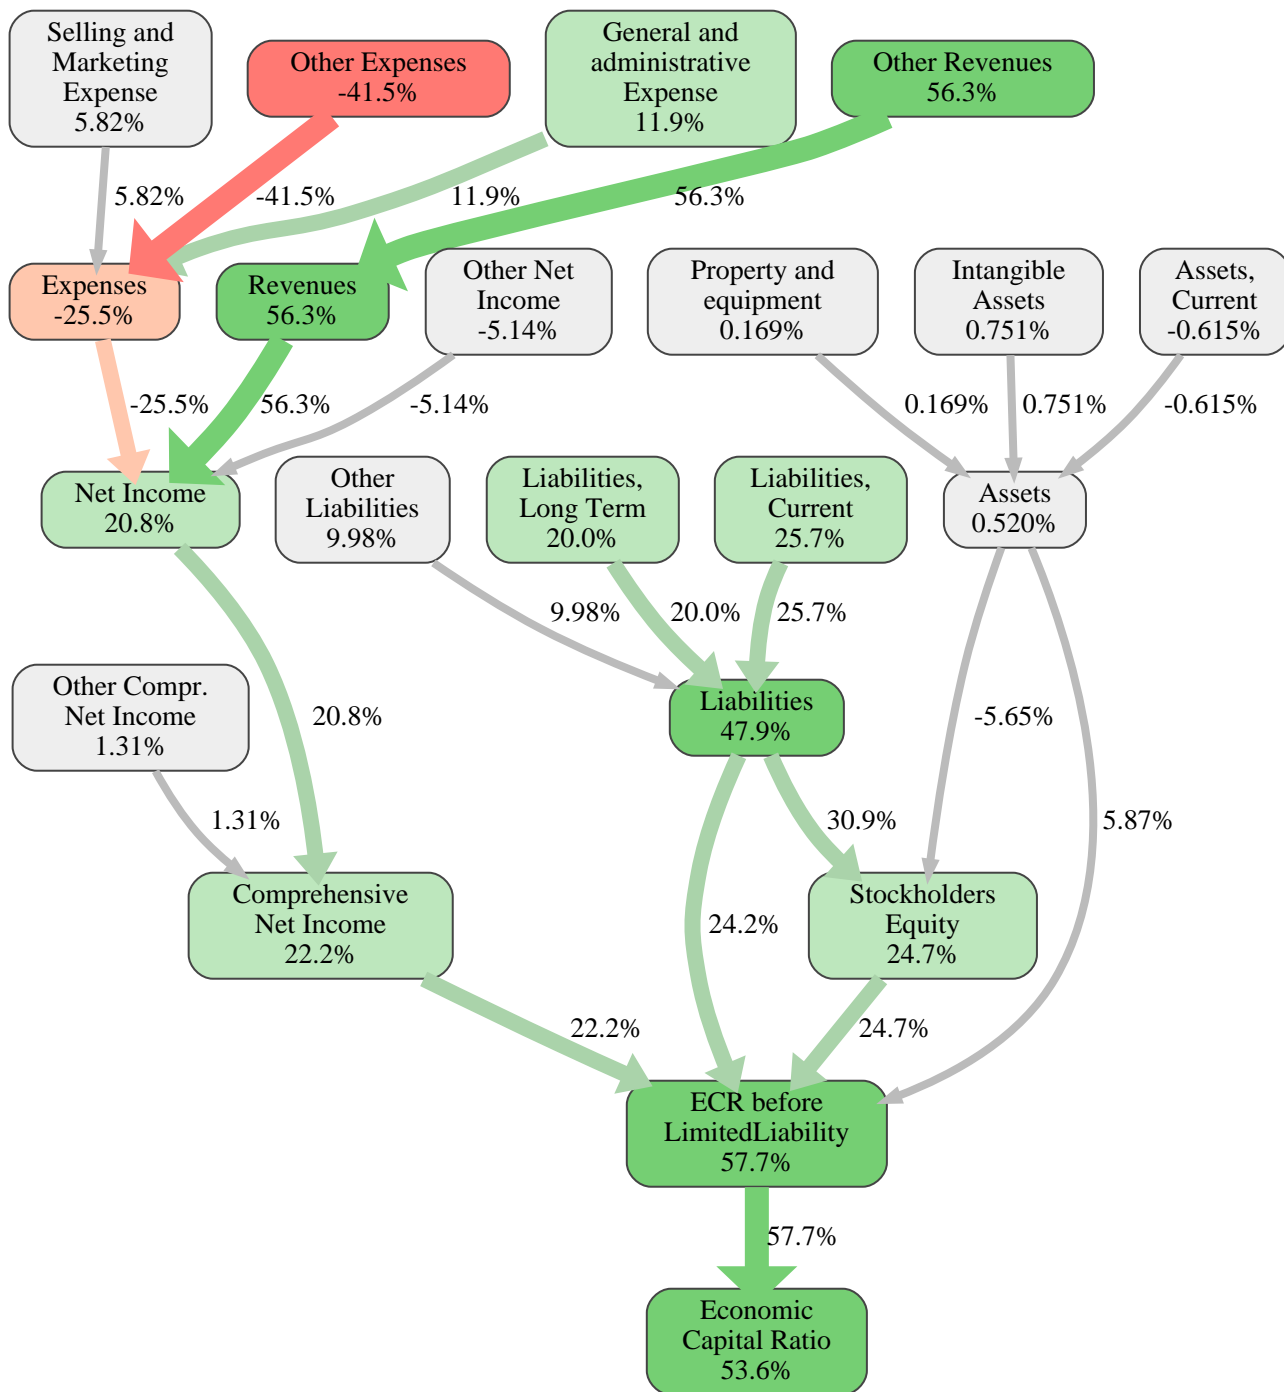 Selling and
Marketing
Expense
5.82%
Other Expenses
-41.5%
General and
administrative
Expense
11.9%
Other Revenues
56.3%
5.82%
-41.5%
11.9%
56.3%
Expenses
-25.5%
Revenues
56.3%
Other Net
Income
-5.14%
Property and
equipment
0.169%
Intangible
Assets
0.751%
Assets,
Current
-0.615%
-25.5%
56.3%
-5.14%
0.169%
0.751%
-0.615%
Net Income
20.8%
Other
Liabilities
9.98%
Liabilities,
Long Term
20.0%
Liabilities,
Current
25.7%
Assets
0.520%
9.98%
20.0%
25.7%
Other Compr.
Net Income
1.31%
20.8%
Liabilities
47.9%
-5.65%
1.31%
30.9%
5.87%
Comprehensive
Net Income
22.2%
24.2%
Stockholders
Equity
24.7%
22.2%
24.7%
ECR before
LimitedLiability
57.7%
57.7%
Economic
Capital Ratio
53.6%